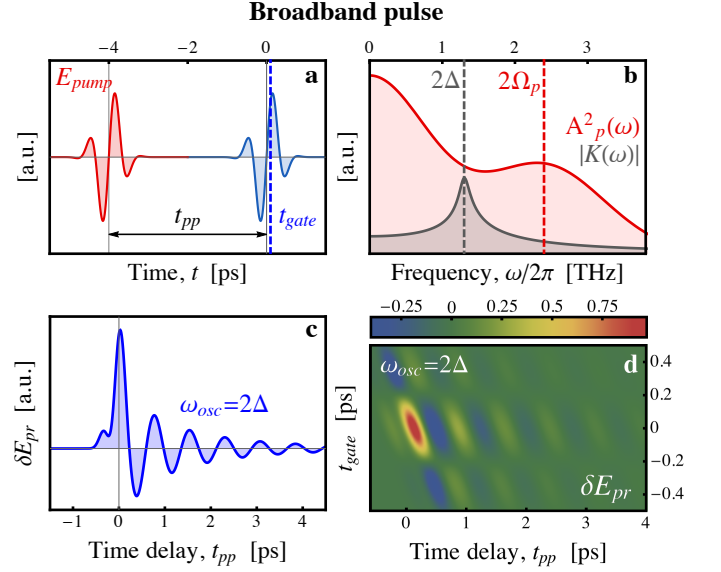 Broadband pulse
−4 −2 0
a
E_pump
t_pp
t_gate
[a.u.]
Time, t [ps]
0 1 2 3
b
2Δ
2Ω_p
A²_p(ω)
|K(ω)|
[a.u.]
Frequency, ω/2π [THz]
c
ω_osc=2Δ
δE_pr [a.u.]
−1 0 1 2 3 4
Time delay, t_pp [ps]
−0.25 0 0.25 0.75
d
ω_osc=2Δ
δE_pr
t_gate [ps]
0.4
0.2
0
−0.2
−0.4
0 1 2 3 4
Time delay, t_pp [ps]